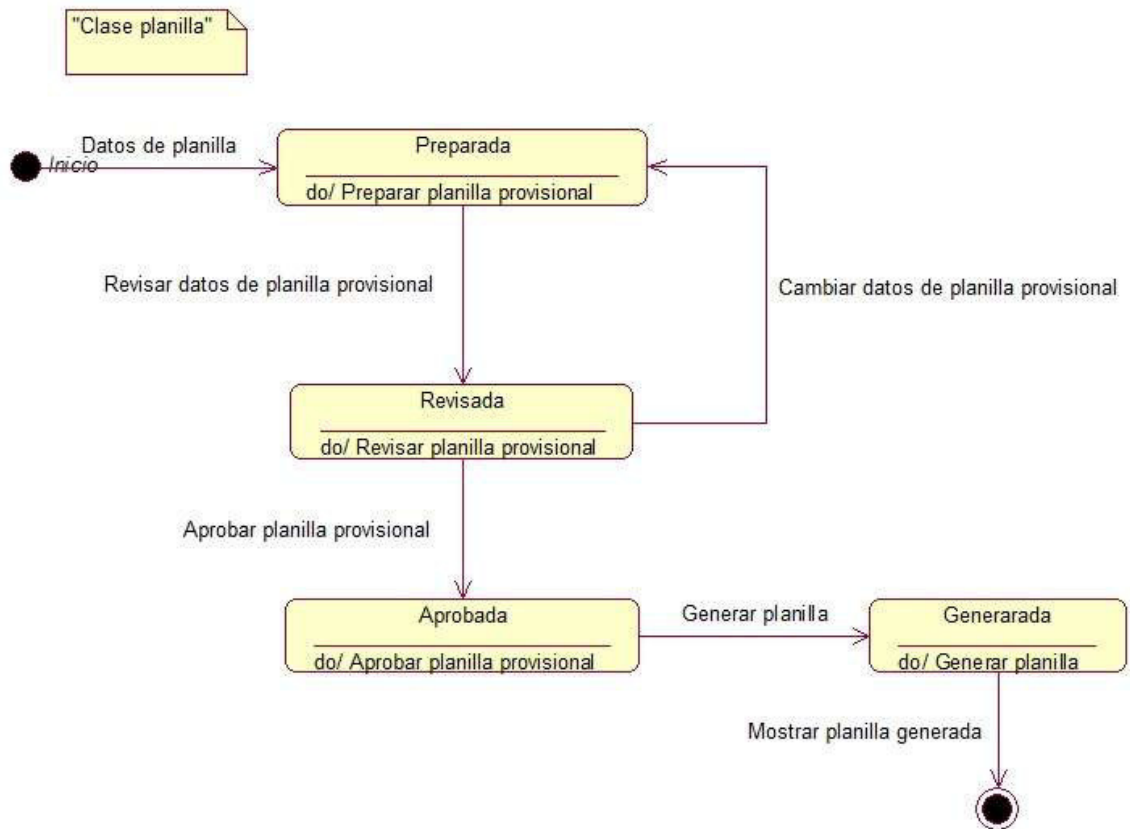 "Clase planilla"
Datos de planilla
Inicio
Preparada
do/ Preparar planilla provisional
Revisar datos de planilla provisional
Cambiar datos de planilla provisional
Revisada
do/ Revisar planilla provisional
Aprobar planilla provisional
Aprobada
do/ Aprobar planilla provisional
Generar planilla
Generarada
do/ Generar planilla
Mostrar planilla generada